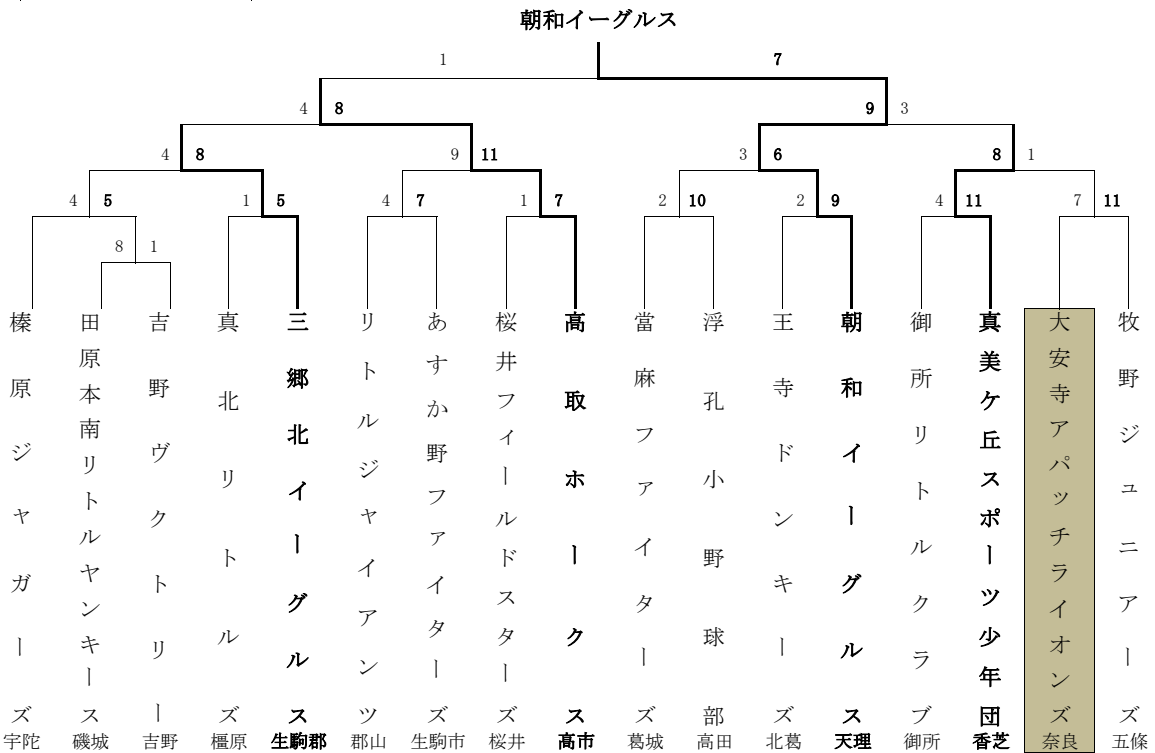 朝和イーグルス
1 7
4 8 9 3
4 8 9 11 3 6 8 1
4 5 1 5 4 7 1 7 2 10 2 9 4 11 7 11
8 1
榛原ジャガーズ
田原本南リトルヤンキース
吉野ヴクトリー
真北リトルズ
三郷北イーグルス
リトルジャイアンツ
あすか野ファイターズ
桜井フィールドスターズ
高取ホークス
當麻ファイターズ
浮孔小野球部
王寺ドンキーズ
朝和イーグルス
御所リトルクラブ
真美ケ丘スポーツ少年団
大安寺アパッチライオンズ
牧野ジュニアーズ
宇陀 磯城 吉野 橿原 生駒郡 郡山 生駒市 桜井 高市 葛城 高田 北葛 天理 御所 香芝 奈良 五條